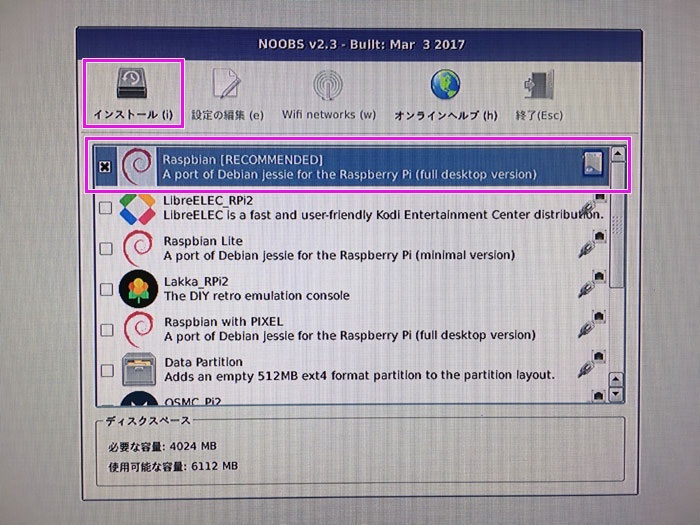 NOOBS v2.3 - Built: Mar 3 2017
インストール (i)
設定の編集 (e)
Wifi networks (w)
オンラインヘルプ (h)
終了(Esc)
Raspbian [RECOMMENDED]
A port of Debian jessie for the Raspberry Pi (full desktop version)
LibreELEC_RPi2
LibreELEC is a fast and user-friendly Kodi Entertainment Center distribution.
Raspbian Lite
A port of Debian jessie for the Raspberry Pi (minimal version)
Lakka_RPi2
The DIY retro emulation console
Raspbian with PIXEL
A port of Debian jessie for the Raspberry Pi (full desktop version)
Data Partition
Adds an empty 512MB ext4 format partition to the partition layout.
OSMC_Pi2
ディスクスペース
必要な容量: 4024 MB
使用可能な容量: 6112 MB